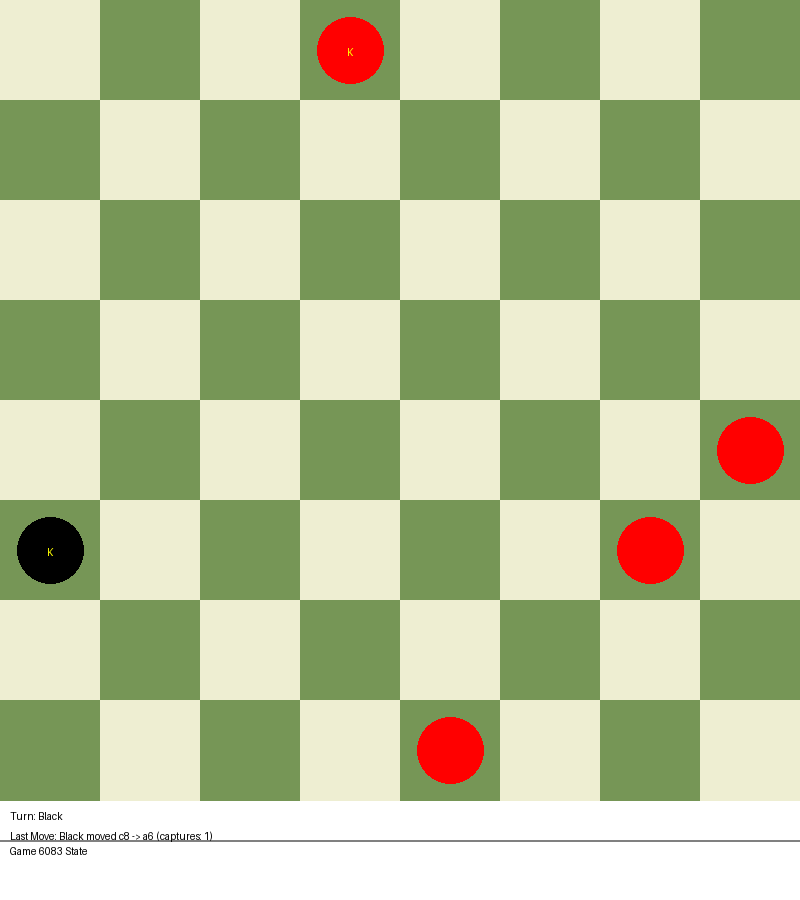 K
K
Turn: Black
Last Move: Black moved c8 -> a6 (captures: 1)
Game 6083 State